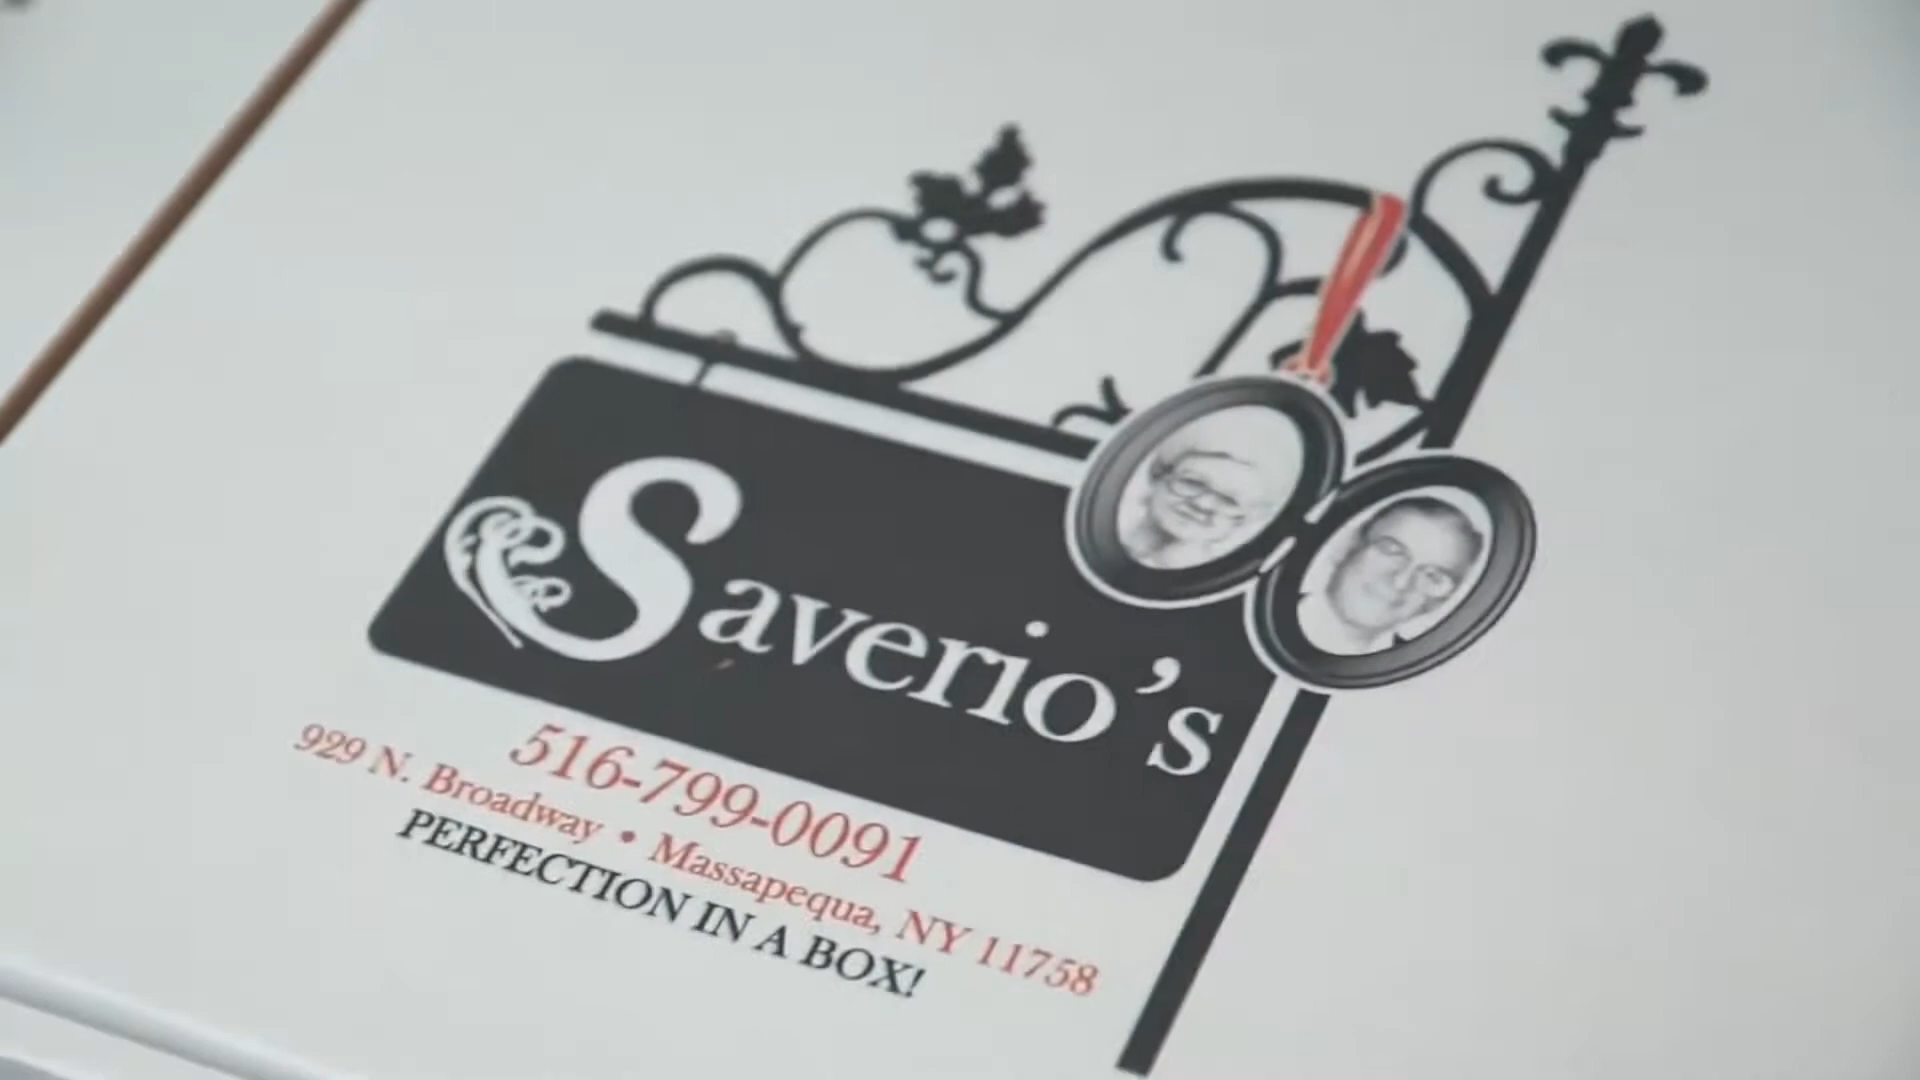 Saverio's
516-799-0091
929 N. Broadway • Massapequa, NY 11758
PERFECTION IN A BOX!